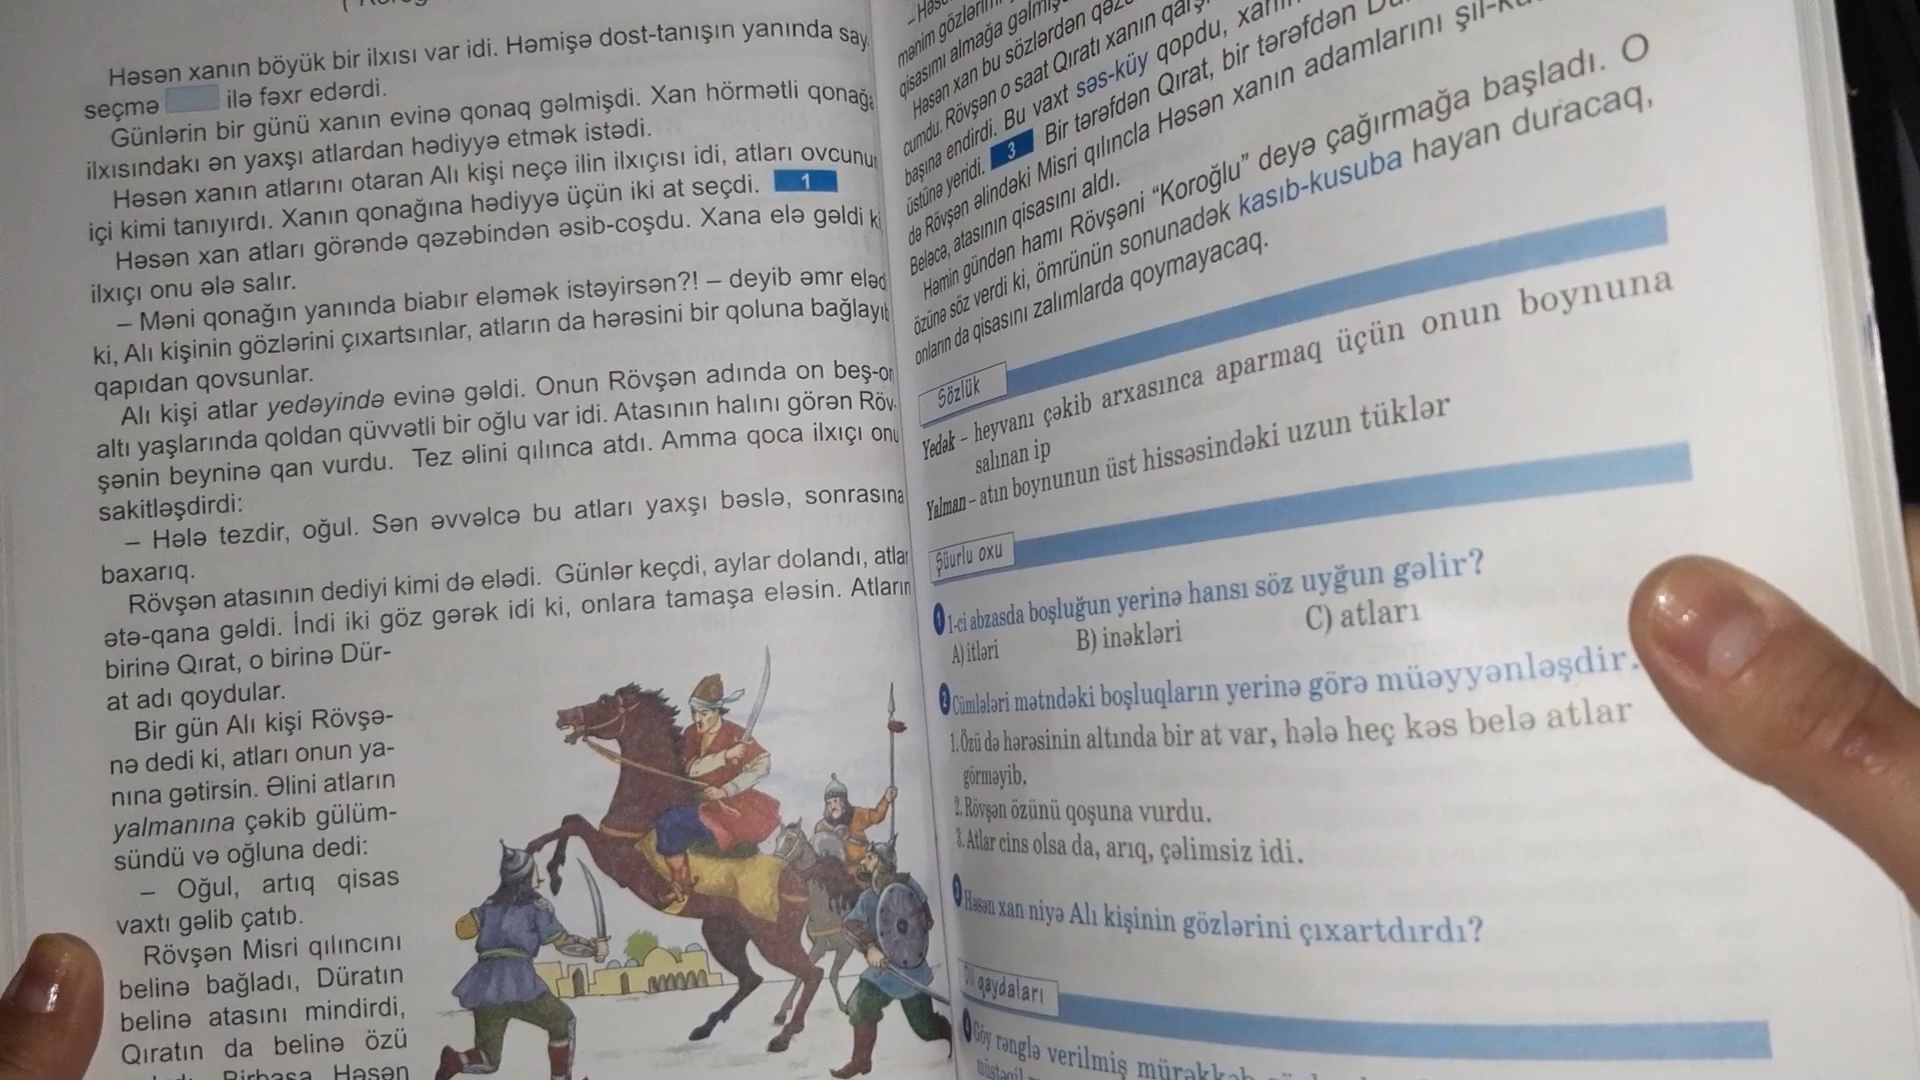 Həsən xanın böyük bir ilxısı var idi. Həmişə dost-tanışın yanında say
seçmə ilə fəxr edərdi.
Günlərin bir günü xanın evinə qonaq gəlmişdi. Xan hörmətli qonağa
ilxısındakı ən yaxşı atlardan hədiyyə etmək istədi.
Həsən xanın atlarını otaran Alı kişi neçə ilin ilxıçısı idi, atları ovcunun
içi kimi tanıyırdı. Xanın qonağına hədiyyə üçün iki at seçdi. 1
Həsən xan atları görəndə qəzəbindən əsib-coşdu. Xana elə gəldi ki
ilxıçı onu ələ salır.
– Məni qonağın yanında biabır eləmək istəyirsən?! – deyib əmr eləd
ki, Alı kişinin gözlərini çıxartsınlar, atların da hərəsini bir qoluna bağlayıb
qapıdan qovsunlar.
Alı kişi atlar yedəyində evinə gəldi. Onun Rövşən adında on beş-on
altı yaşlarında qoldan qüvvətli bir oğlu var idi. Atasının halını görən Röv-
şənin beyninə qan vurdu. Tez əlini qılınca atdı. Amma qoca ilxıçı onu
sakitləşdirdi:
– Hələ tezdir, oğul. Sən əvvəlcə bu atları yaxşı bəslə, sonrasına
baxarıq.
Rövşən atasının dediyi kimi də elədi. Günlər keçdi, aylar dolandı, atlar
ətə-qana gəldi. İndi iki göz gərək idi ki, onlara tamaşa eləsin. Atların
birinə Qırat, o birinə Dür-
at adı qoydular.
Bir gün Alı kişi Rövşə-
nə dedi ki, atları onun ya-
nına gətirsin. Əlini atların
yalmanına çəkib gülüm-
sündü və oğluna dedi:
– Oğul, artıq qisas
vaxtı gəlib çatıb.
Rövşən Misri qılıncını
belinə bağladı, Düratın
belinə atasını mindirdi,
Qıratın da belinə özü
Birbaşa Həsən
mənim gözlərim
qisasımı almağa gəlmiş
Həsən xan bu sözlərdən
cumdu. Rövşən o saat Qıratı xanın
başına endirdi. Bu vaxt səs-küy qopdu,
üstünə yeridi. 3 Bir tərəfdən Qırat, bir tərəfdən
də Rövşən əlindəki Misri qılıncla Həsən xanın adamlarını
Beləcə, atasının qisasını aldı.
Həmin gündən hamı Rövşəni “Koroğlu” deyə çağırmağa başladı. O
özünə söz verdi ki, ömrünün sonunadək kasıb-kusuba hayan duracaq,
onların da qisasını zalımlarda qoymayacaq.
Sözlük
Yedək – heyvanı çəkib arxasınca aparmaq üçün onun boynuna
salınan ip
Yalman – atın boynunun üst hissəsindəki uzun tüklər
Şüurlu oxu
1 1-ci abzasda boşluğun yerinə hansı söz uyğun gəlir?
A) itləri B) inəkləri C) atları
2 Cümlələri mətndəki boşluqların yerinə görə müəyyənləşdir.
1. Özü də hərəsinin altında bir at var, hələ heç kəs belə atlar
görməyib.
2. Rövşən özünü qoşuna vurdu.
3. Atlar cins olsa da, arıq, çəlimsiz idi.
3 Həsən xan niyə Alı kişinin gözlərini çıxartdırdı?
Dil qaydaları
4 Göy rənglə verilmiş mürəkkəb